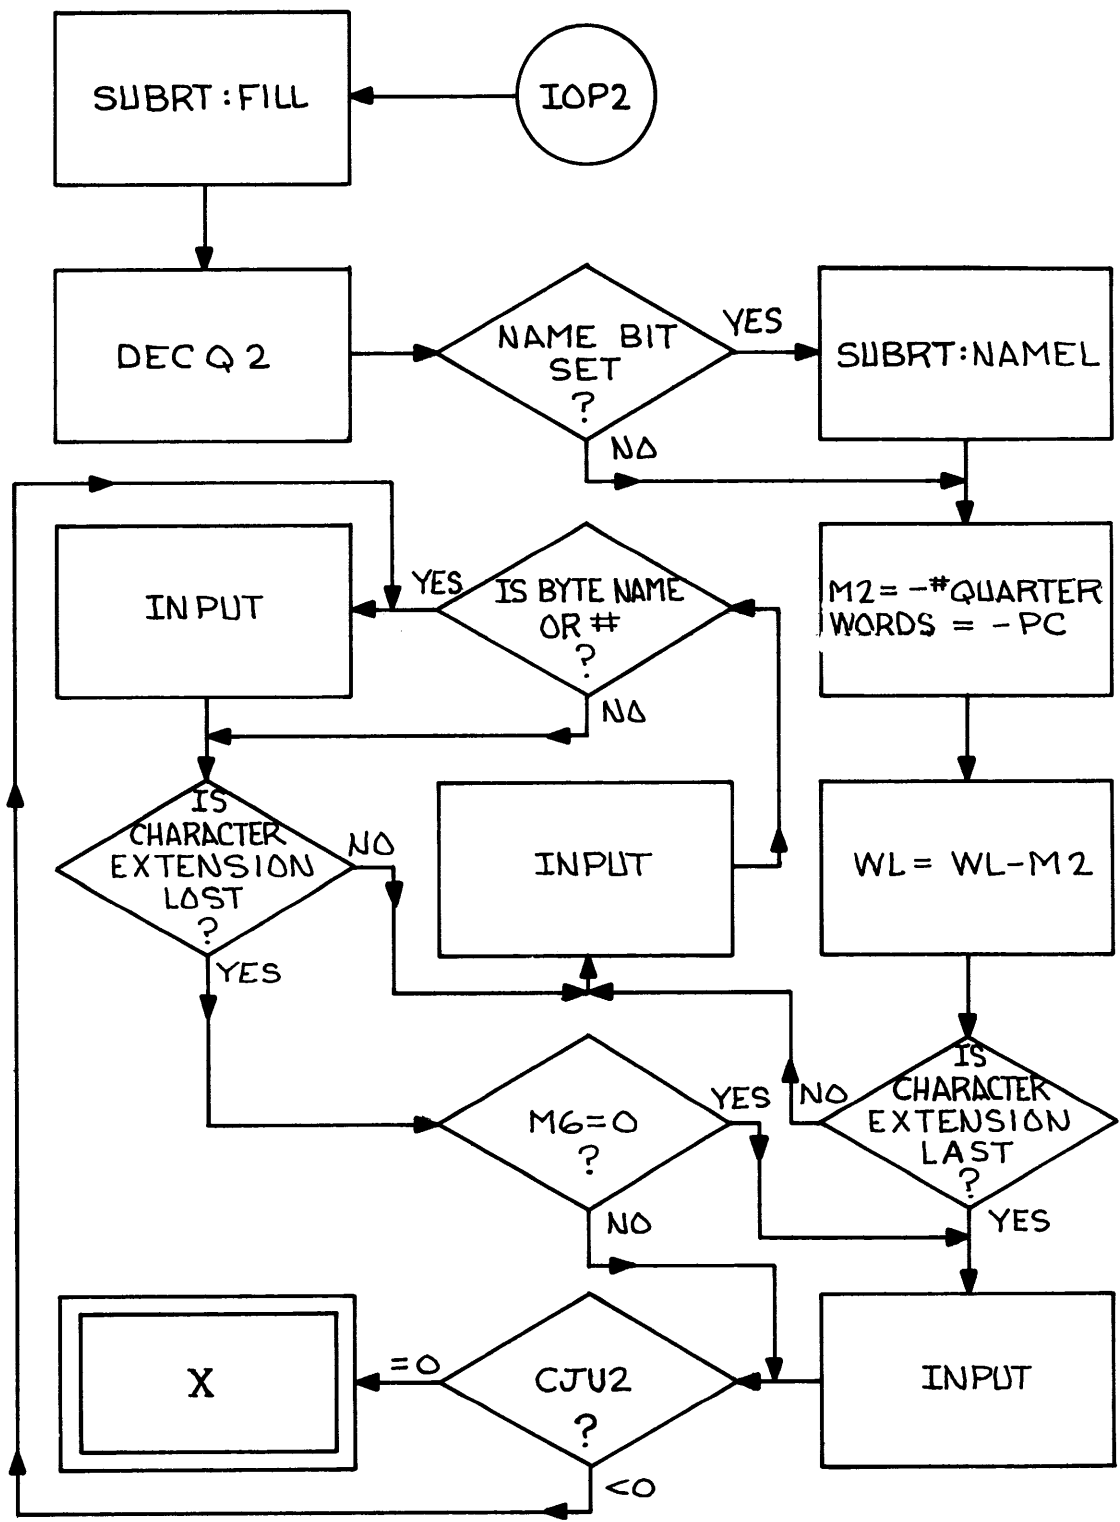 SUBRT:FILL
IOP2
DEC Q2
NAME BIT
SET
?
YES
NO
SUBRT:NAMEL
INPUT
YES
IS BYTE NAME
OR #
?
NO
M2= -#QUARTER
WORDS = -PC
IS
CHARACTER
EXTENSION
LOST
?
NO
YES
INPUT
WL= WL-M2
M6=0
?
YES
NO
NO
IS
CHARACTER
EXTENSION
LAST
?
YES
X
=0
CJU2
?
<0
INPUT